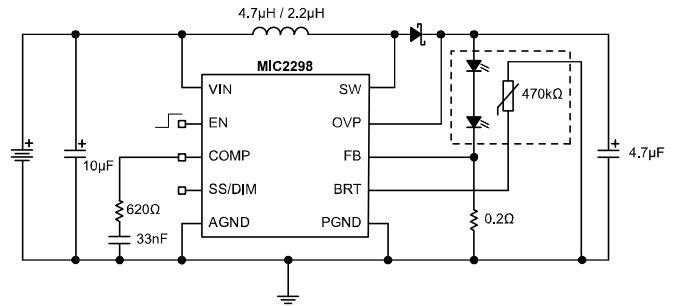 4.7µH / 2.2µH
MIC2298
VIN
SW
EN
OVP
470kΩ
COMP
FB
10µF
4.7µF
SS/DIM
BRT
620Ω
AGND
PGND
0.2Ω
33nF